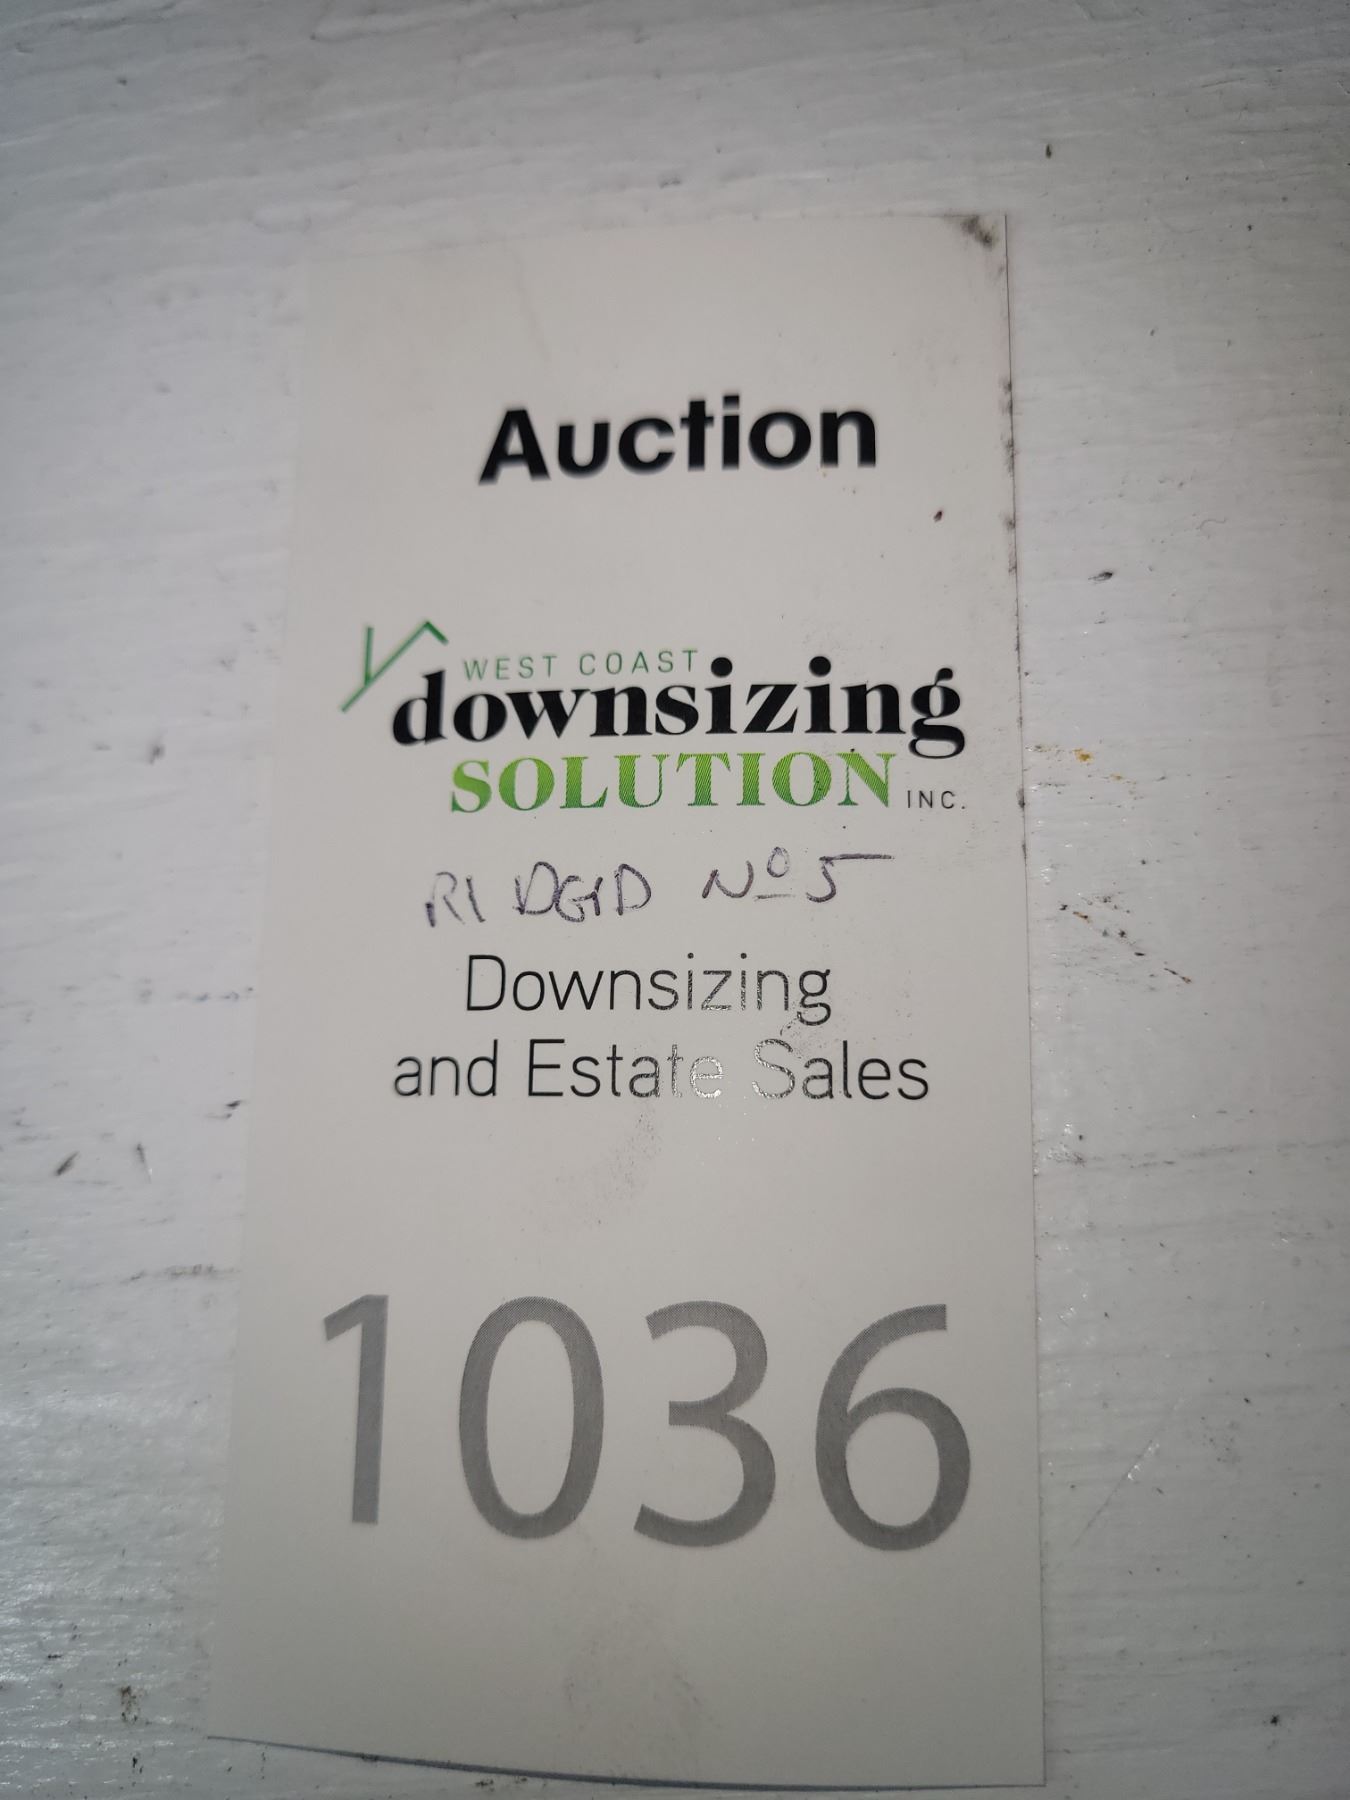 Auction
WEST COAST
downsizing
SOLUTION INC.
RIDGID Nº 5
Downsizing
and Estate Sales
1036